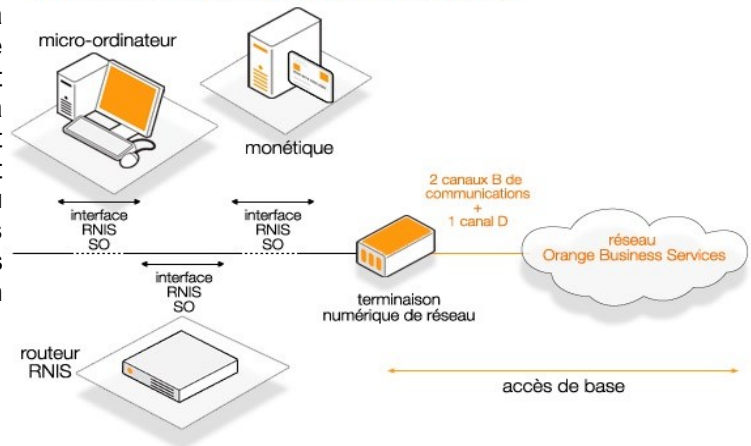 micro-ordinateur
monétique
interface
RNIS
SO
interface
RNIS
SO
interface
RNIS
SO
2 canaux B de
communications
+
1 canal D
réseau
Orange Business Services
terminaison
numérique de réseau
routeur
RNIS
accès de base